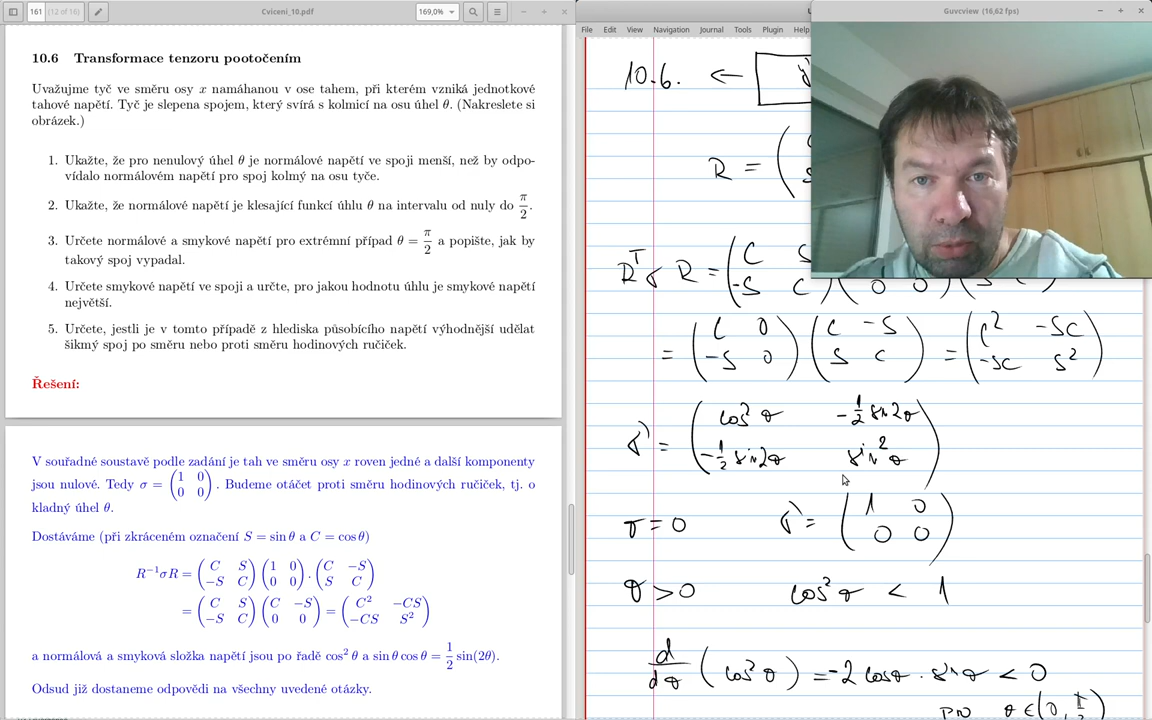 161 (12 of 16)
Cviceni_10.pdf
169,0%
Guvcview (16,62 fps)
File Edit View Navigation Journal Tools Plugin Help
10.6 Transformace tenzoru pootočením
Uvažujme tyč ve směru osy x namáhanou v ose tahem, při kterém vzniká jednotkové
tahové napětí. Tyč je slepena spojem, který svírá s kolmicí na osu úhel θ. (Nakreslete si
obrázek.)
1. Ukažte, že pro nenulový úhel θ je normálové napětí ve spoji menší, než by odpo-
vídalo normálovém napětí pro spoj kolmý na osu tyče.
2. Ukažte, že normálové napětí je klesající funkcí úhlu θ na intervalu od nuly do π/2.
3. Určete normálové a smykové napětí pro extrémní případ θ = π/2 a popište, jak by
takový spoj vypadal.
4. Určete smykové napětí ve spoji a určte, pro jakou hodnotu úhlu je smykové napětí
největší.
5. Určete, jestli je v tomto případě z hlediska působícího napětí výhodnější udělat
šikmý spoj po směru nebo proti směru hodinových ručiček.
Řešení:
V souřadné soustavě podle zadání je tah ve směru osy x roven jedné a další komponenty
jsou nulové. Tedy σ = (1 0; 0 0). Budeme otáčet proti směru hodinových ručiček, tj. o
kladný úhel θ.
Dostáváme (při zkráceném označení S = sin θ a C = cos θ)
R⁻¹σR = (C S; −S C) (1 0; 0 0) . (C −S; S C)
= (C S; −S C) (C −S; 0 0) = (C² −CS; −CS S²)
a normálová a smyková složka napětí jsou po řadě cos² θ a sin θ cos θ = 1/2 sin(2θ).
Odsud již dostaneme odpovědi na všechny uvedené otázky.
10.6. ←
R = (
RᵀσR = (C S; −S C) ( 0 0 ) (
= (C 0; −S 0) (C −S; S C) = (C² −SC; −SC S²)
σ' = (cos²θ −1/2 sin2θ; −1/2 sin2θ sin²θ)
θ = 0 σ' = (1 0; 0 0)
θ > 0 cos²θ < 1
d/dθ (cos²θ) = −2 cosθ · sinθ < 0
pro θ ∈ (0, π/2)